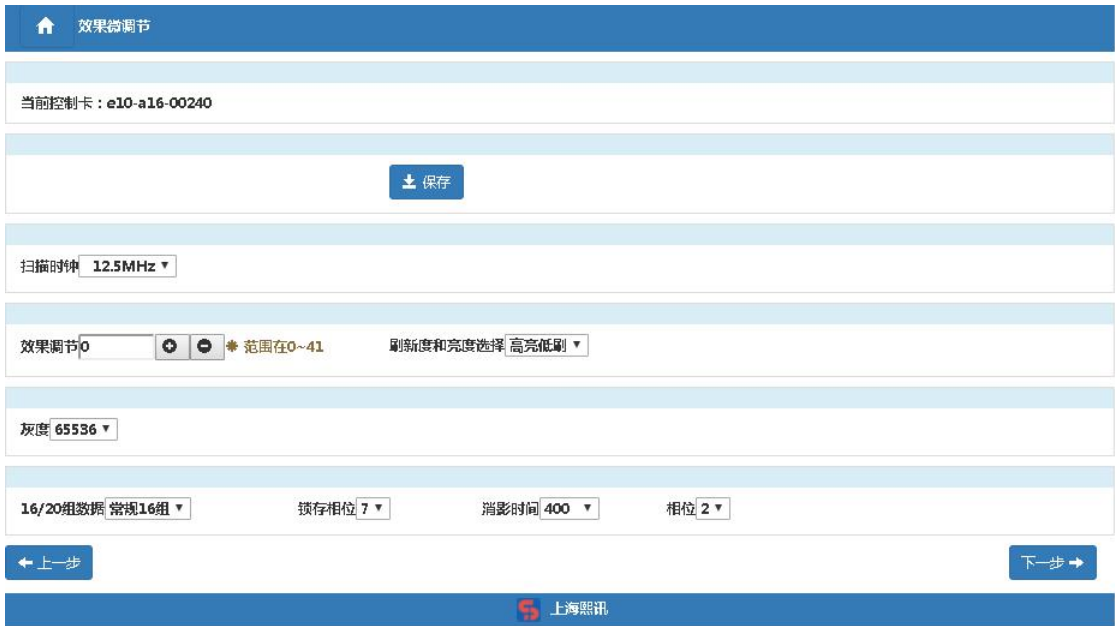 效果微调节
当前控制卡：e10-a16-00240
保存
扫描时钟 12.5MHz
效果调节 0 范围在0~41 刷新度和亮度选择 高亮低刷
灰度 65536
16/20组数据 常规16组 锁存相位 7 消影时间 400 相位 2
上一步 下一步
上海熙讯